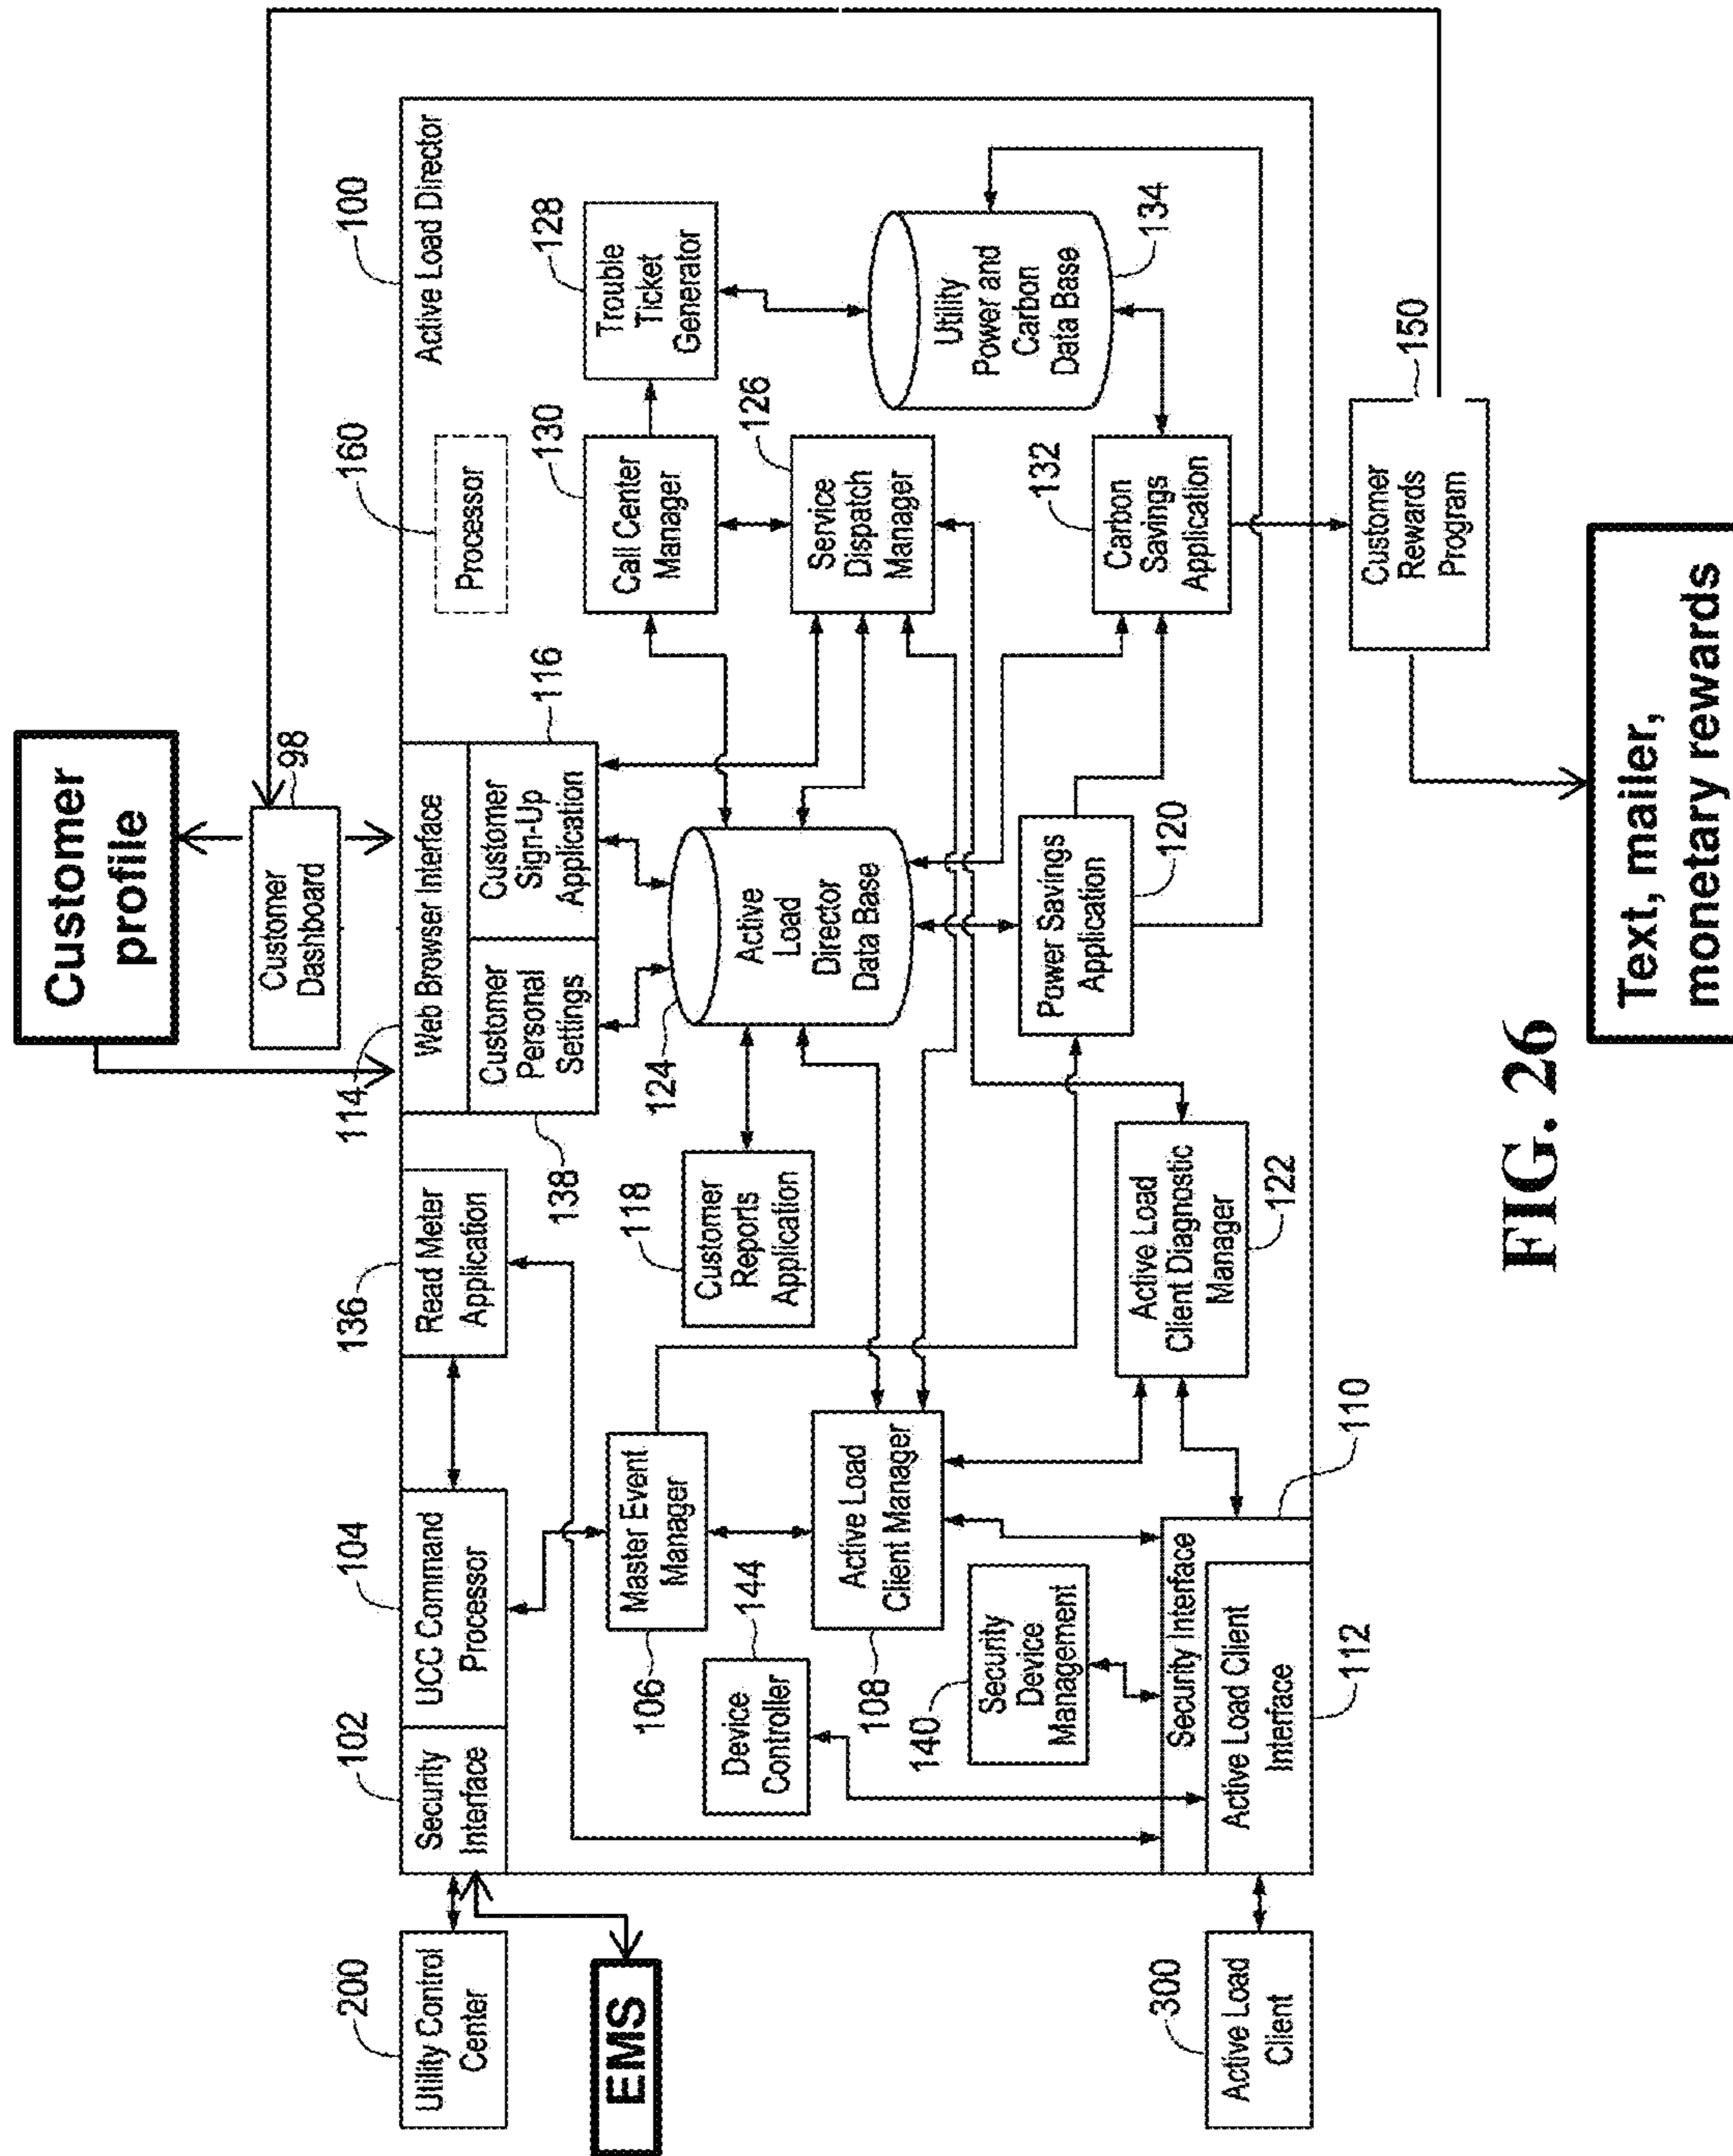 Customer
profile
98
Customer
Dashboard
200
Utility Control
Center
EMS
102
Security
Interface
104
UCC Command
Processor
136
Read Meter
Application
114
Web Browser Interface
Customer
Personal
Settings
138
Customer
Sign-Up
Application
116
160
Processor
100
Active Load Director
Master Event
Manager
106
144
Device
Controller
Active Load
Client Manager
108
140
Security
Device
Management
118
Customer
Reports
Application
124
Active
Load
Director
Data Base
130
Call Center
Manager
128
Trouble
Ticket
Generator
126
Service
Dispatch
Manager
Utility
Power and
Carbon
Data Base
134
Power Savings
Application
120
132
Carbon
Savings
Application
Active Load
Client Diagnostic
Manager
122
110
Security Interface
Active Load Client
Interface
112
300
Active Load
Client
150
Customer
Rewards
Program
Text, mailer,
monetary rewards
FIG. 26